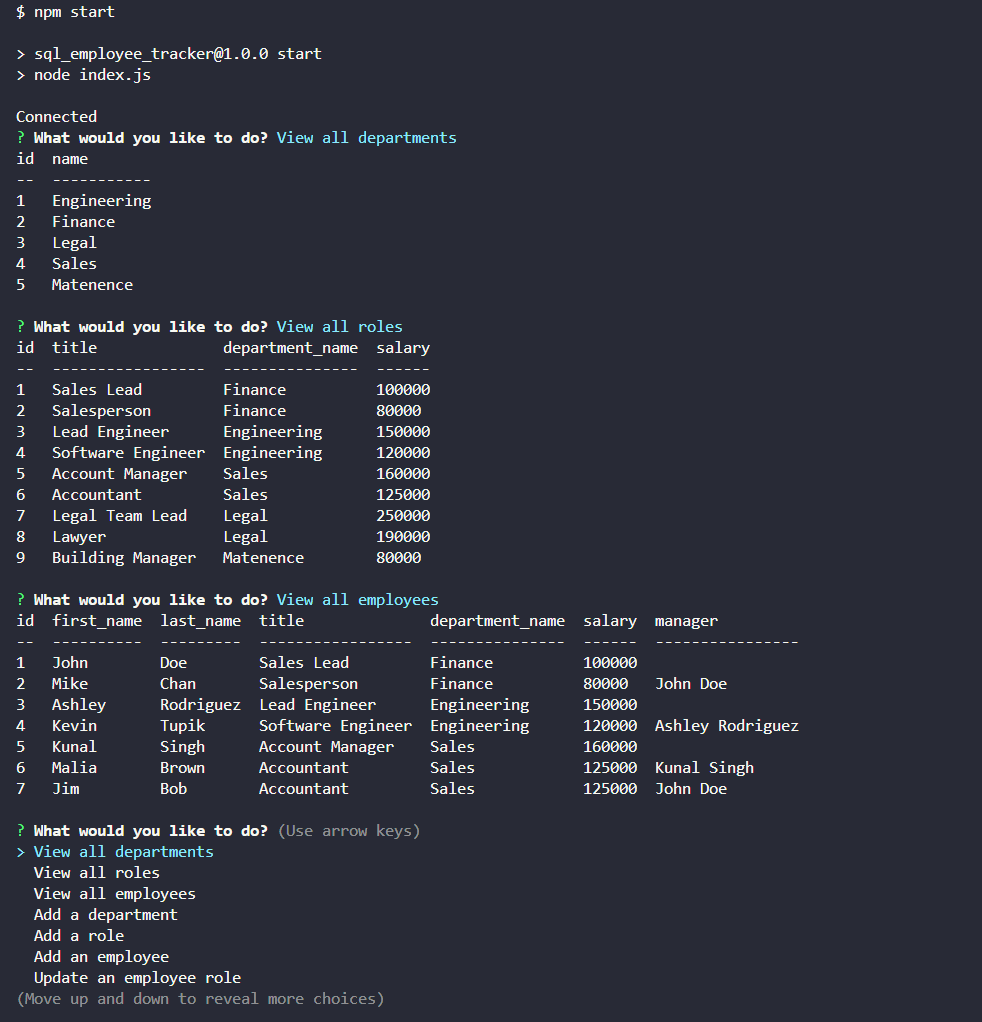 $ npm start
> sql_employee_tracker@1.0.0 start
> node index.js
Connected
? What would you like to do? View all departments
id  name
--  -----------
1   Engineering
2   Finance
3   Legal
4   Sales
5   Matenence
? What would you like to do? View all roles
id  title              department_name  salary
--  -----------------  ---------------  ------
1   Sales Lead         Finance          100000
2   Salesperson        Finance          80000
3   Lead Engineer      Engineering      150000
4   Software Engineer  Engineering      120000
5   Account Manager    Sales            160000
6   Accountant         Sales            125000
7   Legal Team Lead    Legal            250000
8   Lawyer             Legal            190000
9   Building Manager   Matenence        80000
? What would you like to do? View all employees
id  first_name  last_name  title              department_name  salary  manager
--  ----------  ---------  -----------------  ---------------  ------  ----------------
1   John        Doe        Sales Lead         Finance          100000
2   Mike        Chan       Salesperson        Finance          80000   John Doe
3   Ashley      Rodriguez  Lead Engineer      Engineering      150000
4   Kevin       Tupik      Software Engineer  Engineering      120000  Ashley Rodriguez
5   Kunal       Singh      Account Manager    Sales            160000
6   Malia       Brown      Accountant         Sales            125000  Kunal Singh
7   Jim         Bob        Accountant         Sales            125000  John Doe
? What would you like to do? (Use arrow keys)
> View all departments
  View all roles
  View all employees
  Add a department
  Add a role
  Add an employee
  Update an employee role
(Move up and down to reveal more choices)